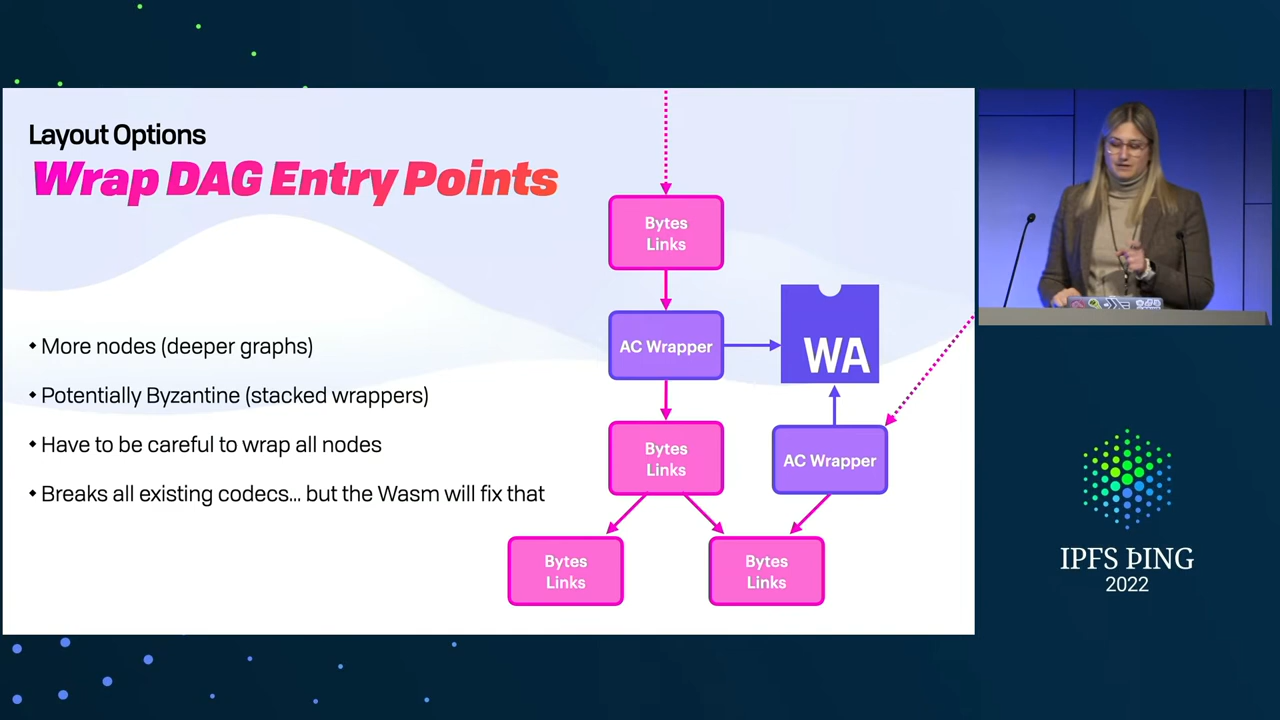 Layout Options
Wrap DAG Entry Points
• More nodes (deeper graphs)
• Potentially Byzantine (stacked wrappers)
• Have to be careful to wrap all nodes
• Breaks all existing codecs... but the Wasm will fix that
Bytes
Links
AC Wrapper
WA
Bytes
Links
AC Wrapper
Bytes
Links
Bytes
Links
IPFS ÞING
2022